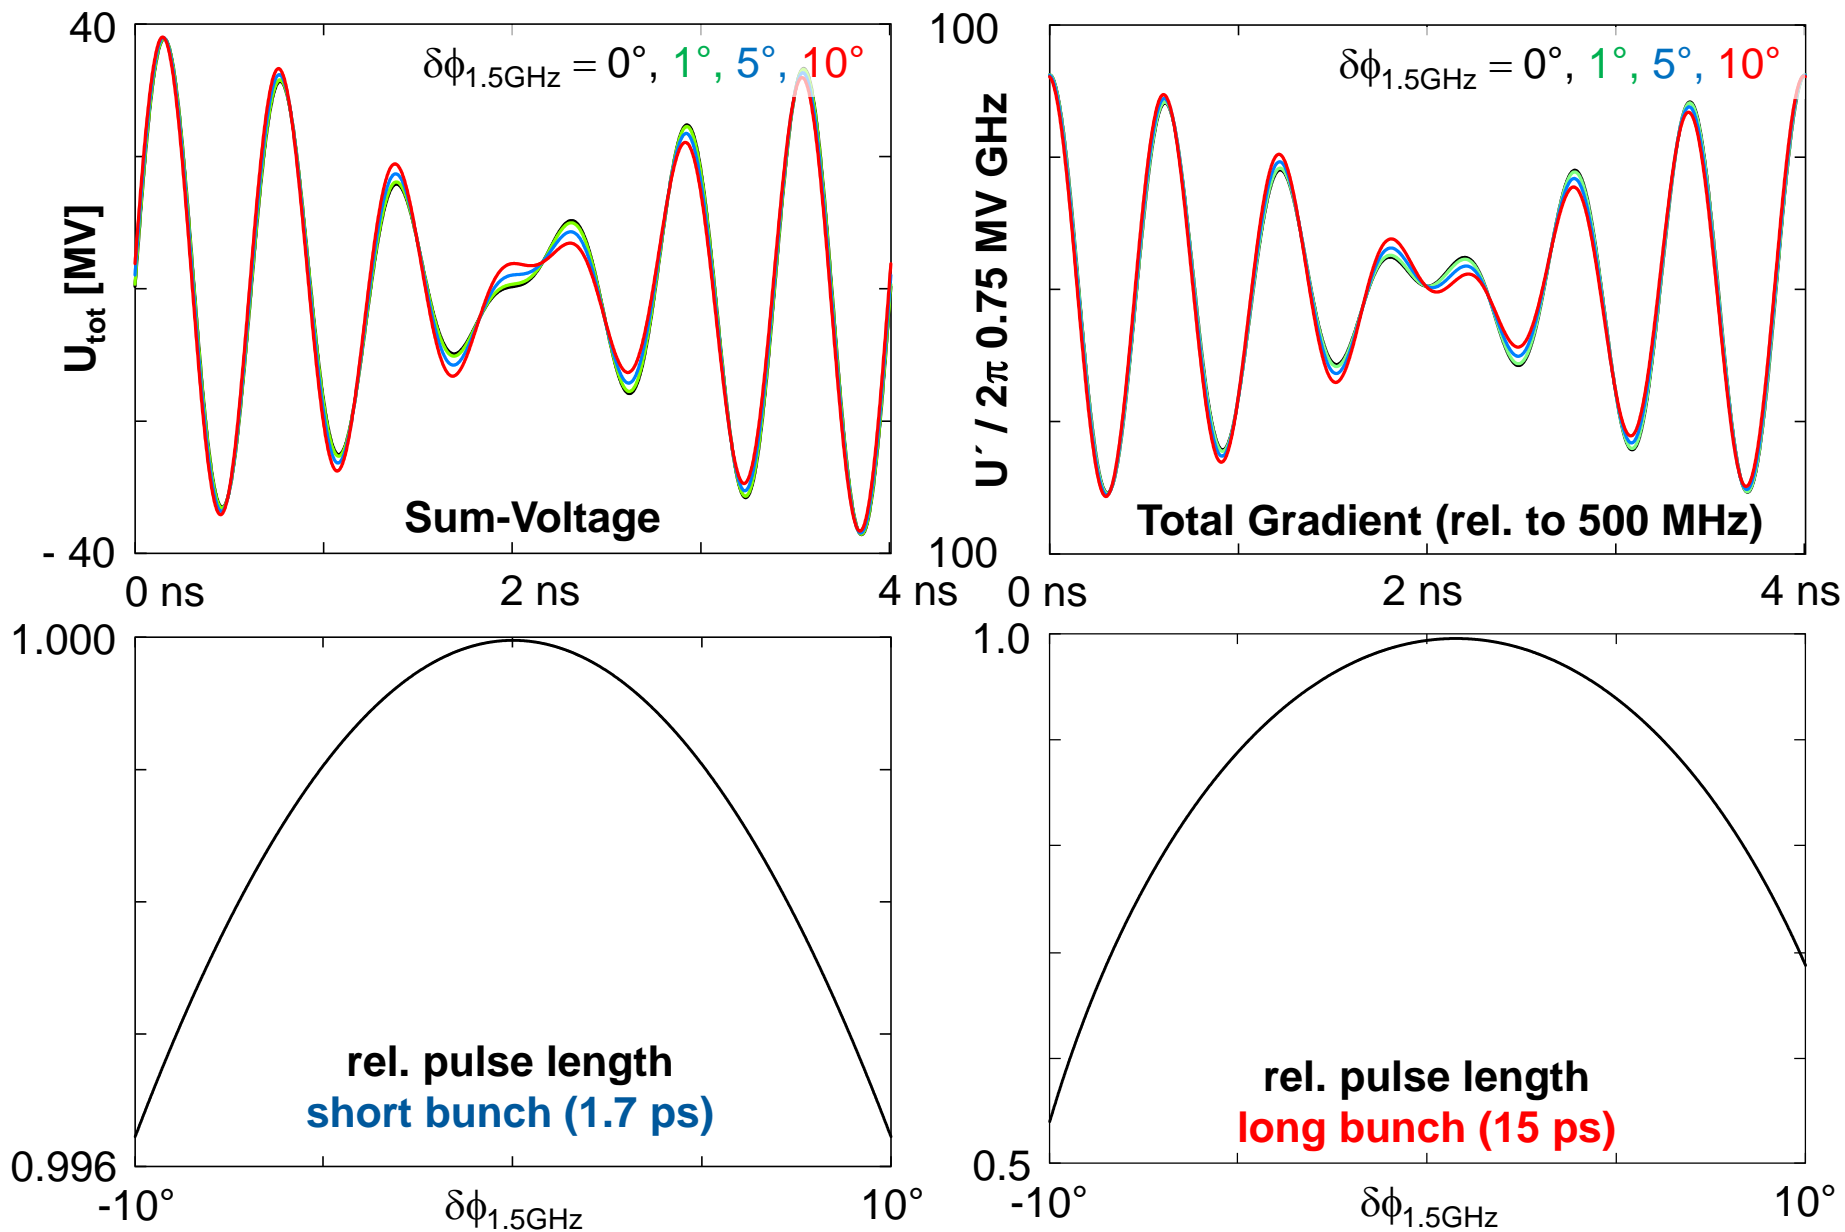 40
δϕ1.5GHz = 0°, 1°, 5°, 10°
Utot [MV]
Sum-Voltage
- 40
0 ns
2 ns
4 ns
100
δϕ1.5GHz = 0°, 1°, 5°, 10°
U´ / 2π 0.75 MV GHz
Total Gradient (rel. to 500 MHz)
100
0 ns
2 ns
4 ns
1.000
rel. pulse length
short bunch (1.7 ps)
0.996
-10°
δϕ1.5GHz
10°
1.0
rel. pulse length
long bunch (15 ps)
0.5
-10°
δϕ1.5GHz
10°